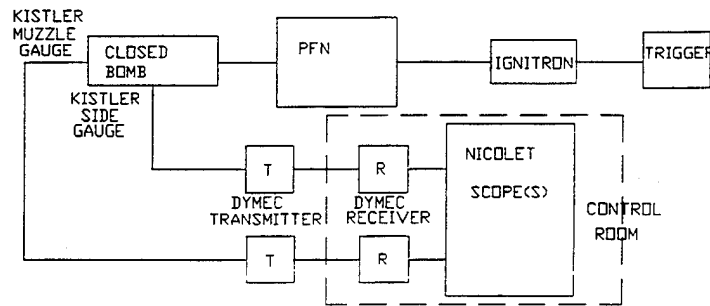 KISTLER
MUZZLE
GAUGE
CLOSED
BOMB
PFN
IGNITRON
TRIGGER
KISTLER
SIDE
GAUGE
T
R
NICOLET
SCOPE(S)
DYMEC
TRANSMITTER
DYMEC
RECEIVER
CONTROL
ROOM
T
R